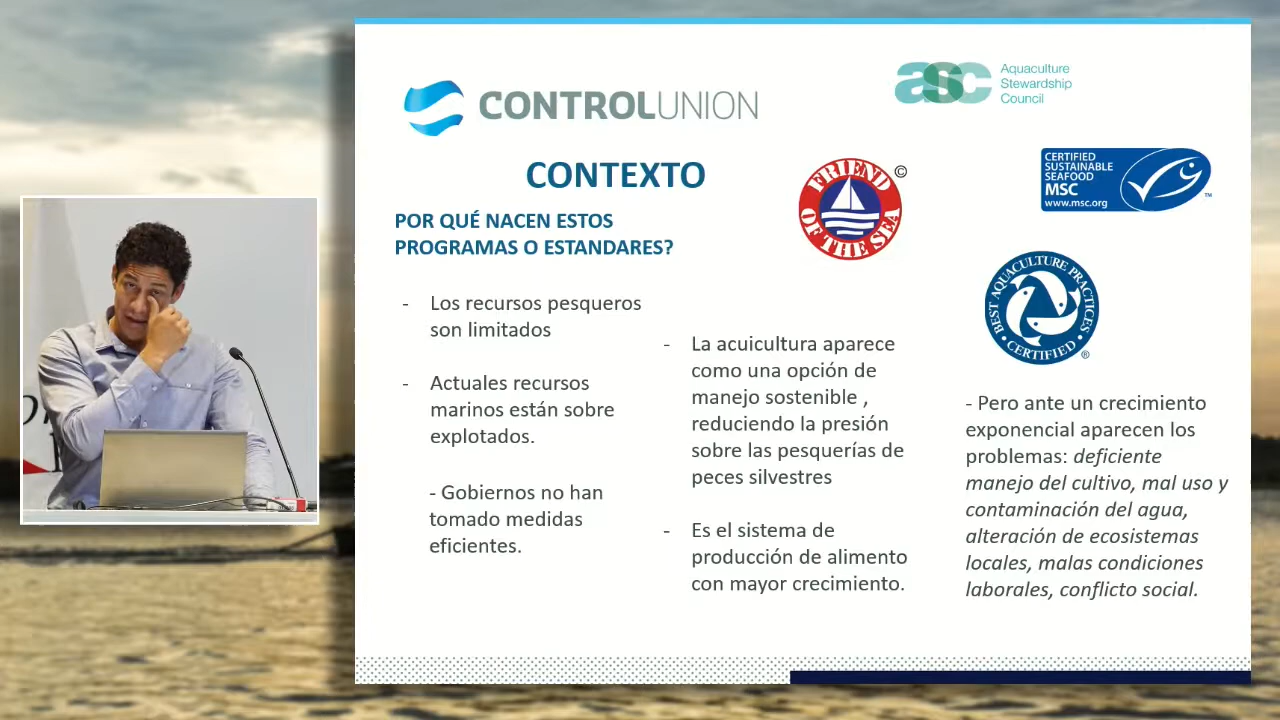 CONTROLUNION
asc Aquaculture
Stewardship
Council
CONTEXTO
POR QUÉ NACEN ESTOS
PROGRAMAS O ESTANDARES?
FRIEND
OF THE SEA
©
CERTIFIED
SUSTAINABLE
SEAFOOD
MSC
www.msc.org
TM
BEST AQUACULTURE PRACTICES
• CERTIFIED •
®
- Los recursos pesqueros
son limitados
- Actuales recursos
marinos están sobre
explotados.
- Gobiernos no han
tomado medidas
eficientes.
- La acuicultura aparece
como una opción de
manejo sostenible ,
reduciendo la presión
sobre las pesquerías de
peces silvestres
- Es el sistema de
producción de alimento
con mayor crecimiento.
- Pero ante un crecimiento
exponencial aparecen los
problemas: deficiente
manejo del cultivo, mal uso y
contaminación del agua,
alteración de ecosistemas
locales, malas condiciones
laborales, conflicto social.